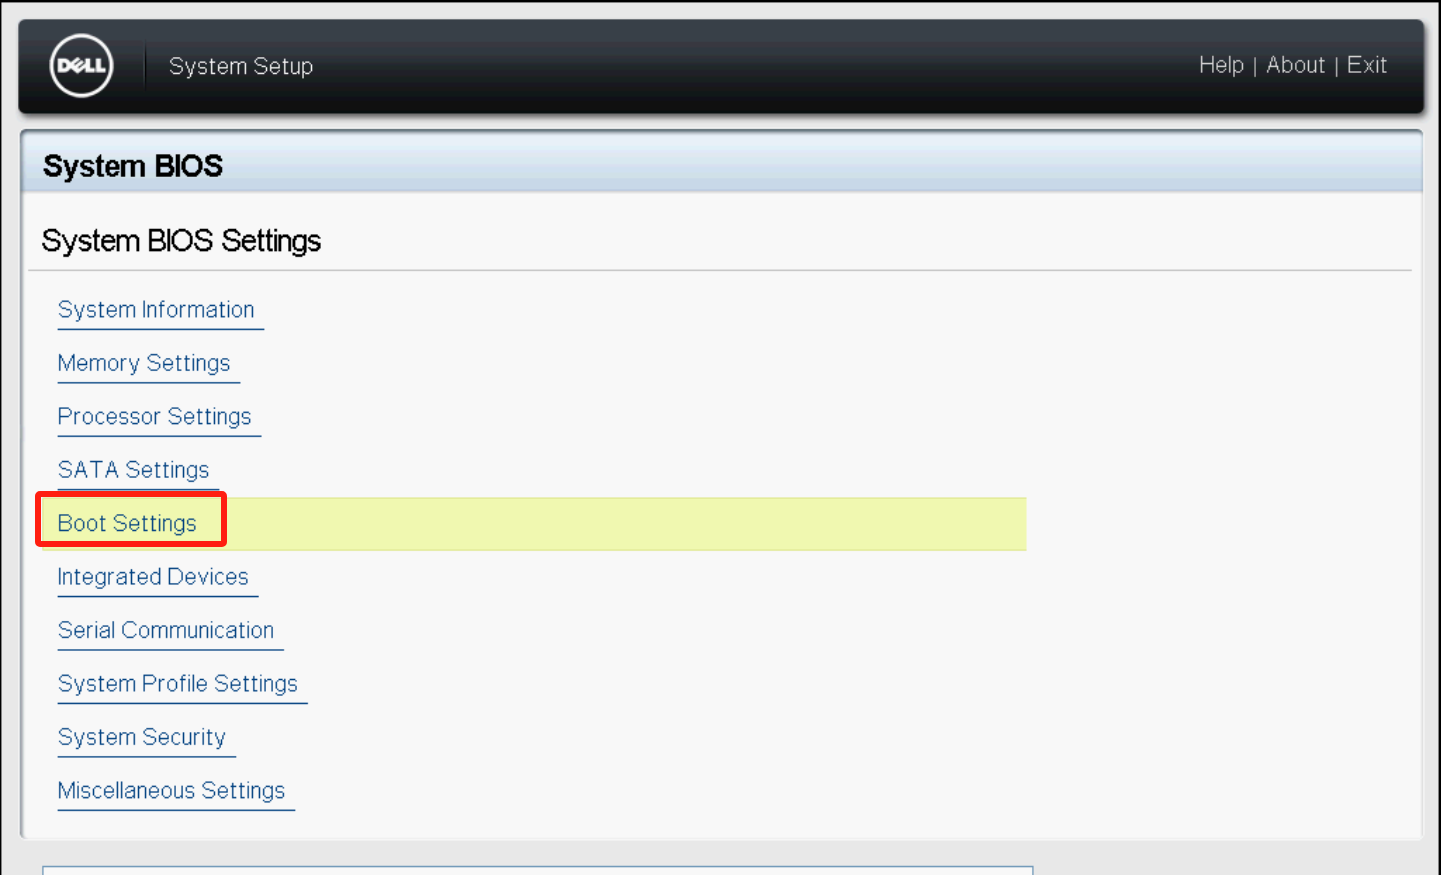 DELL System Setup Help | About | Exit
System BIOS
System BIOS Settings
System Information
Memory Settings
Processor Settings
SATA Settings
Boot Settings
Integrated Devices
Serial Communication
System Profile Settings
System Security
Miscellaneous Settings